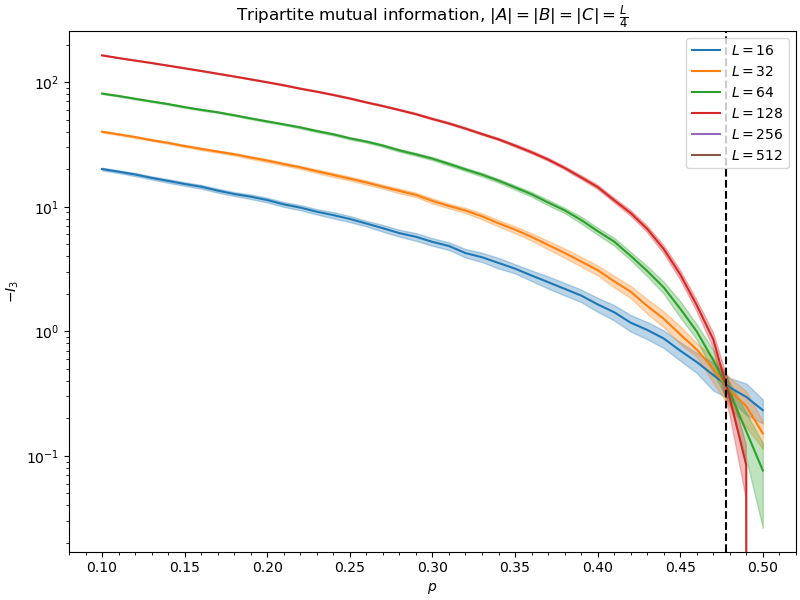 Tripartite mutual information, |A| = |B| = |C| = L/4
10²
10¹
10⁰
10⁻¹
−I₃
L = 16
L = 32
L = 64
L = 128
L = 256
L = 512
0.10 0.15 0.20 0.25 0.30 0.35 0.40 0.45 0.50
p